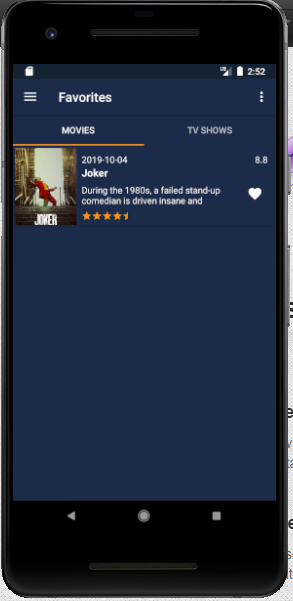 2:52
Favorites
MOVIES
TV SHOWS
2019-10-04
8.8
Joker
During the 1980s, a failed stand-up
comedian is driven insane and
JOKER